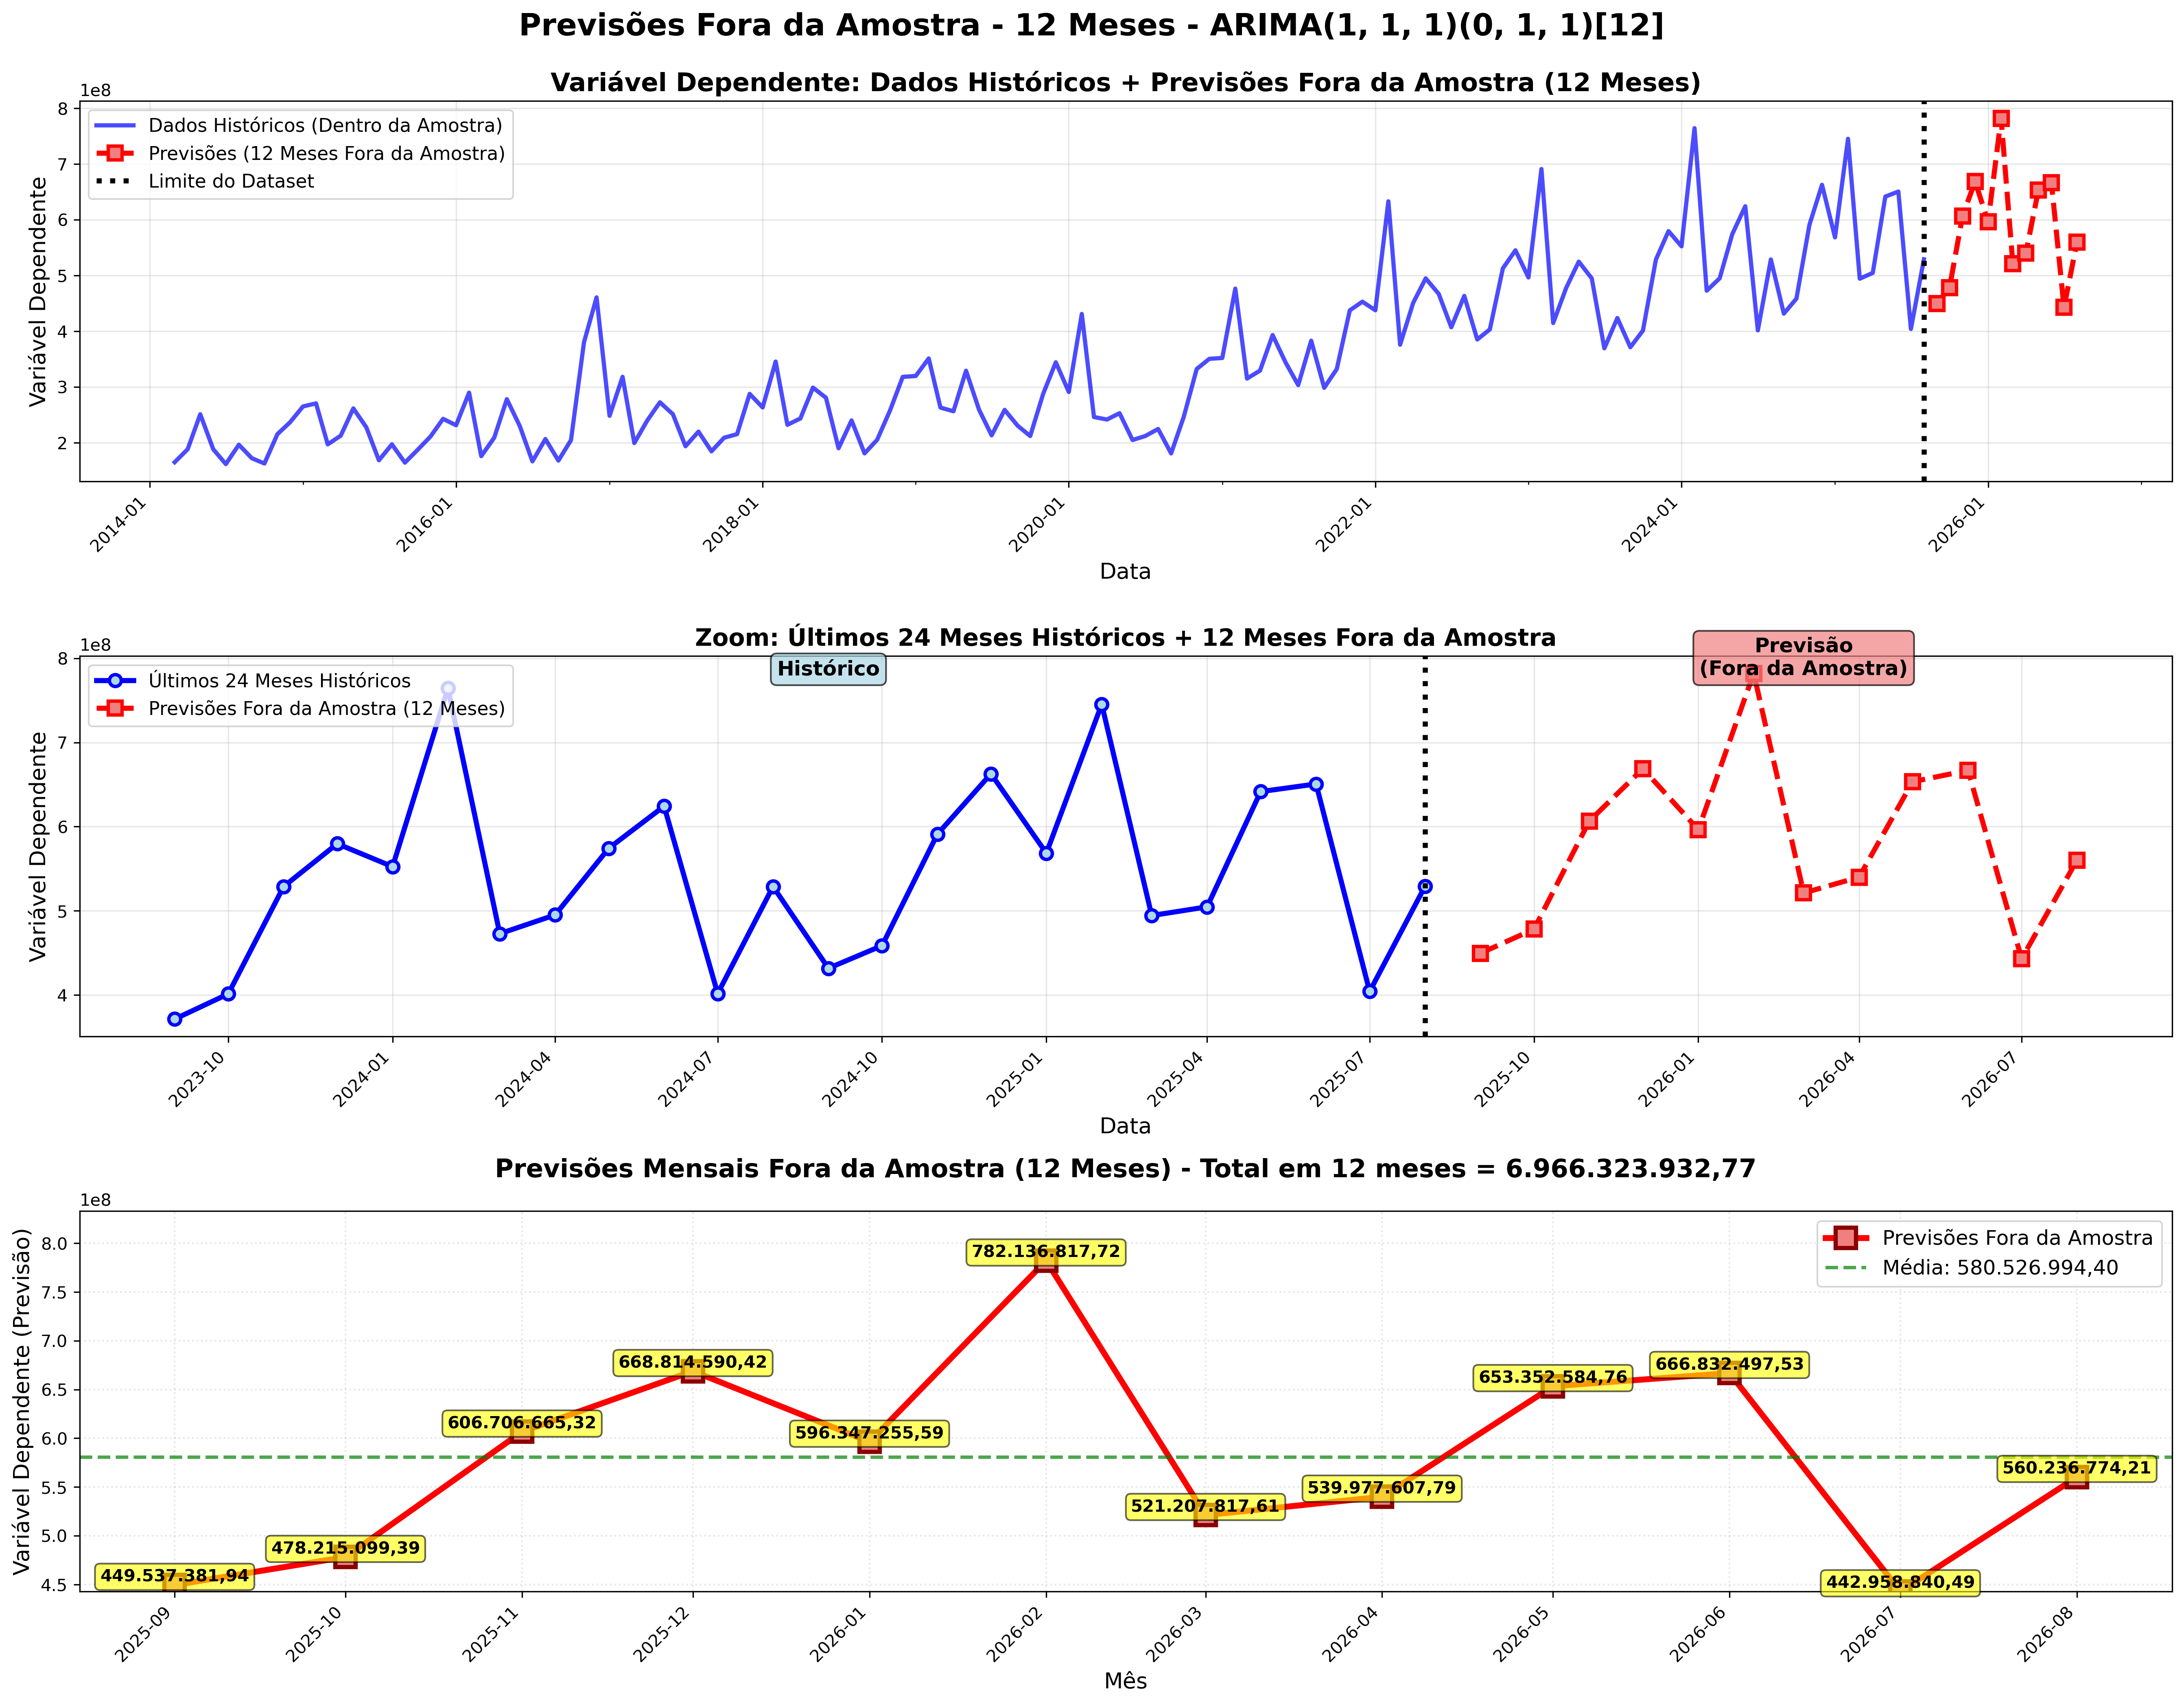 Previsões Fora da Amostra - 12 Meses - ARIMA(1, 1, 1)(0, 1, 1)[12]
Variável Dependente: Dados Históricos + Previsões Fora da Amostra (12 Meses)
1e8
Dados Históricos (Dentro da Amostra)
Previsões (12 Meses Fora da Amostra)
Limite do Dataset
Variável Dependente
8
7
6
5
4
3
2
2014-01
2016-01
2018-01
2020-01
2022-01
2024-01
2026-01
Data
Zoom: Últimos 24 Meses Históricos + 12 Meses Fora da Amostra
1e8
Últimos 24 Meses Históricos
Previsões Fora da Amostra (12 Meses)
Histórico
Previsão
(Fora da Amostra)
Variável Dependente
8
7
6
5
4
2023-10
2024-01
2024-04
2024-07
2024-10
2025-01
2025-04
2025-07
2025-10
2026-01
2026-04
2026-07
Data
Previsões Mensais Fora da Amostra (12 Meses) - Total em 12 meses = 6.966.323.932,77
1e8
Previsões Fora da Amostra
Média: 580.526.994,40
Variável Dependente (Previsão)
8.0
7.5
7.0
6.5
6.0
5.5
5.0
4.5
449.537.381,94
478.215.099,39
606.706.665,32
668.814.590,42
596.347.255,59
782.136.817,72
521.207.817,61
539.977.607,79
653.352.584,76
666.832.497,53
442.958.840,49
560.236.774,21
2025-09
2025-10
2025-11
2025-12
2026-01
2026-02
2026-03
2026-04
2026-05
2026-06
2026-07
2026-08
Mês